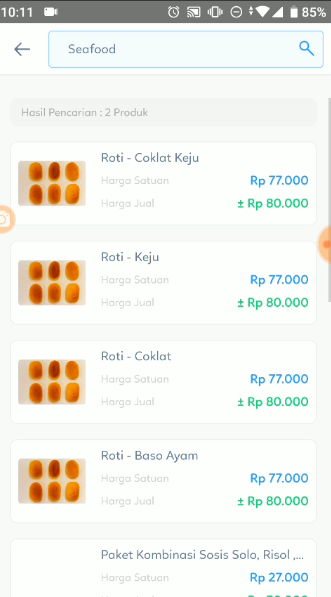 10:11
85%
Seafood
Hasil Pencarian : 2 Produk
Roti - Coklat Keju
Harga Satuan Rp 77.000
Harga Jual ± Rp 80.000
Roti - Keju
Harga Satuan Rp 77.000
Harga Jual ± Rp 80.000
Roti - Coklat
Harga Satuan Rp 77.000
Harga Jual ± Rp 80.000
Roti - Baso Ayam
Harga Satuan Rp 77.000
Harga Jual ± Rp 80.000
Paket Kombinasi Sosis Solo, Risol ,...
Harga Satuan Rp 27.000